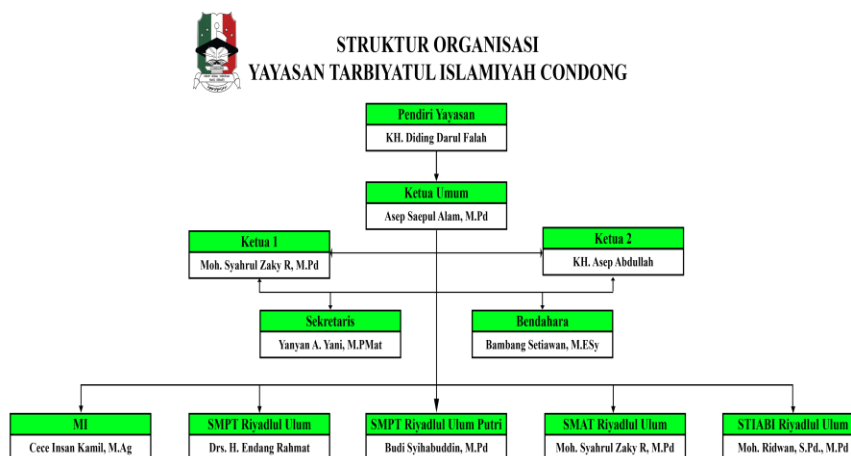 STRUKTUR ORGANISASI
YAYASAN TARBIYATUL ISLAMIYAH CONDONG
Pendiri Yayasan
KH. Diding Darul Falah
Ketua Umum
Asep Saepul Alam, M.Pd
Ketua 1
Moh. Syahrul Zaky R, M.Pd
Ketua 2
KH. Asep Abdullah
Sekretaris
Yanyan A. Yani, M.PMat
Bendahara
Bambang Setiawan, M.ESy
MI
Cece Insan Kamil, M.Ag
SMPT Riyadlul Ulum
Drs. H. Endang Rahmat
SMPT Riyadlul Ulum Putri
Budi Syihabuddin, M.Pd
SMAT Riyadlul Ulum
Moh. Syahrul Zaky R, M.Pd
STIABI Riyadlul Ulum
Moh. Ridwan, S.Pd., M.Pd